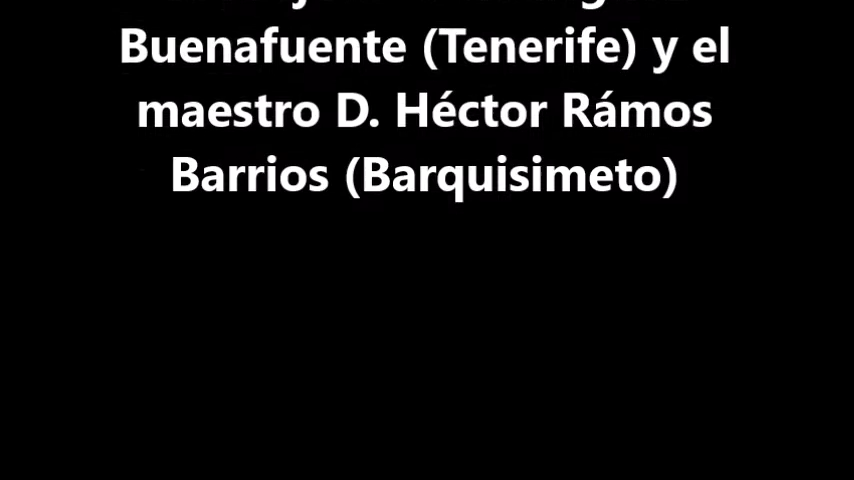 Buenafuente (Tenerife) y el
maestro D. Héctor Rámos
Barrios (Barquisimeto)